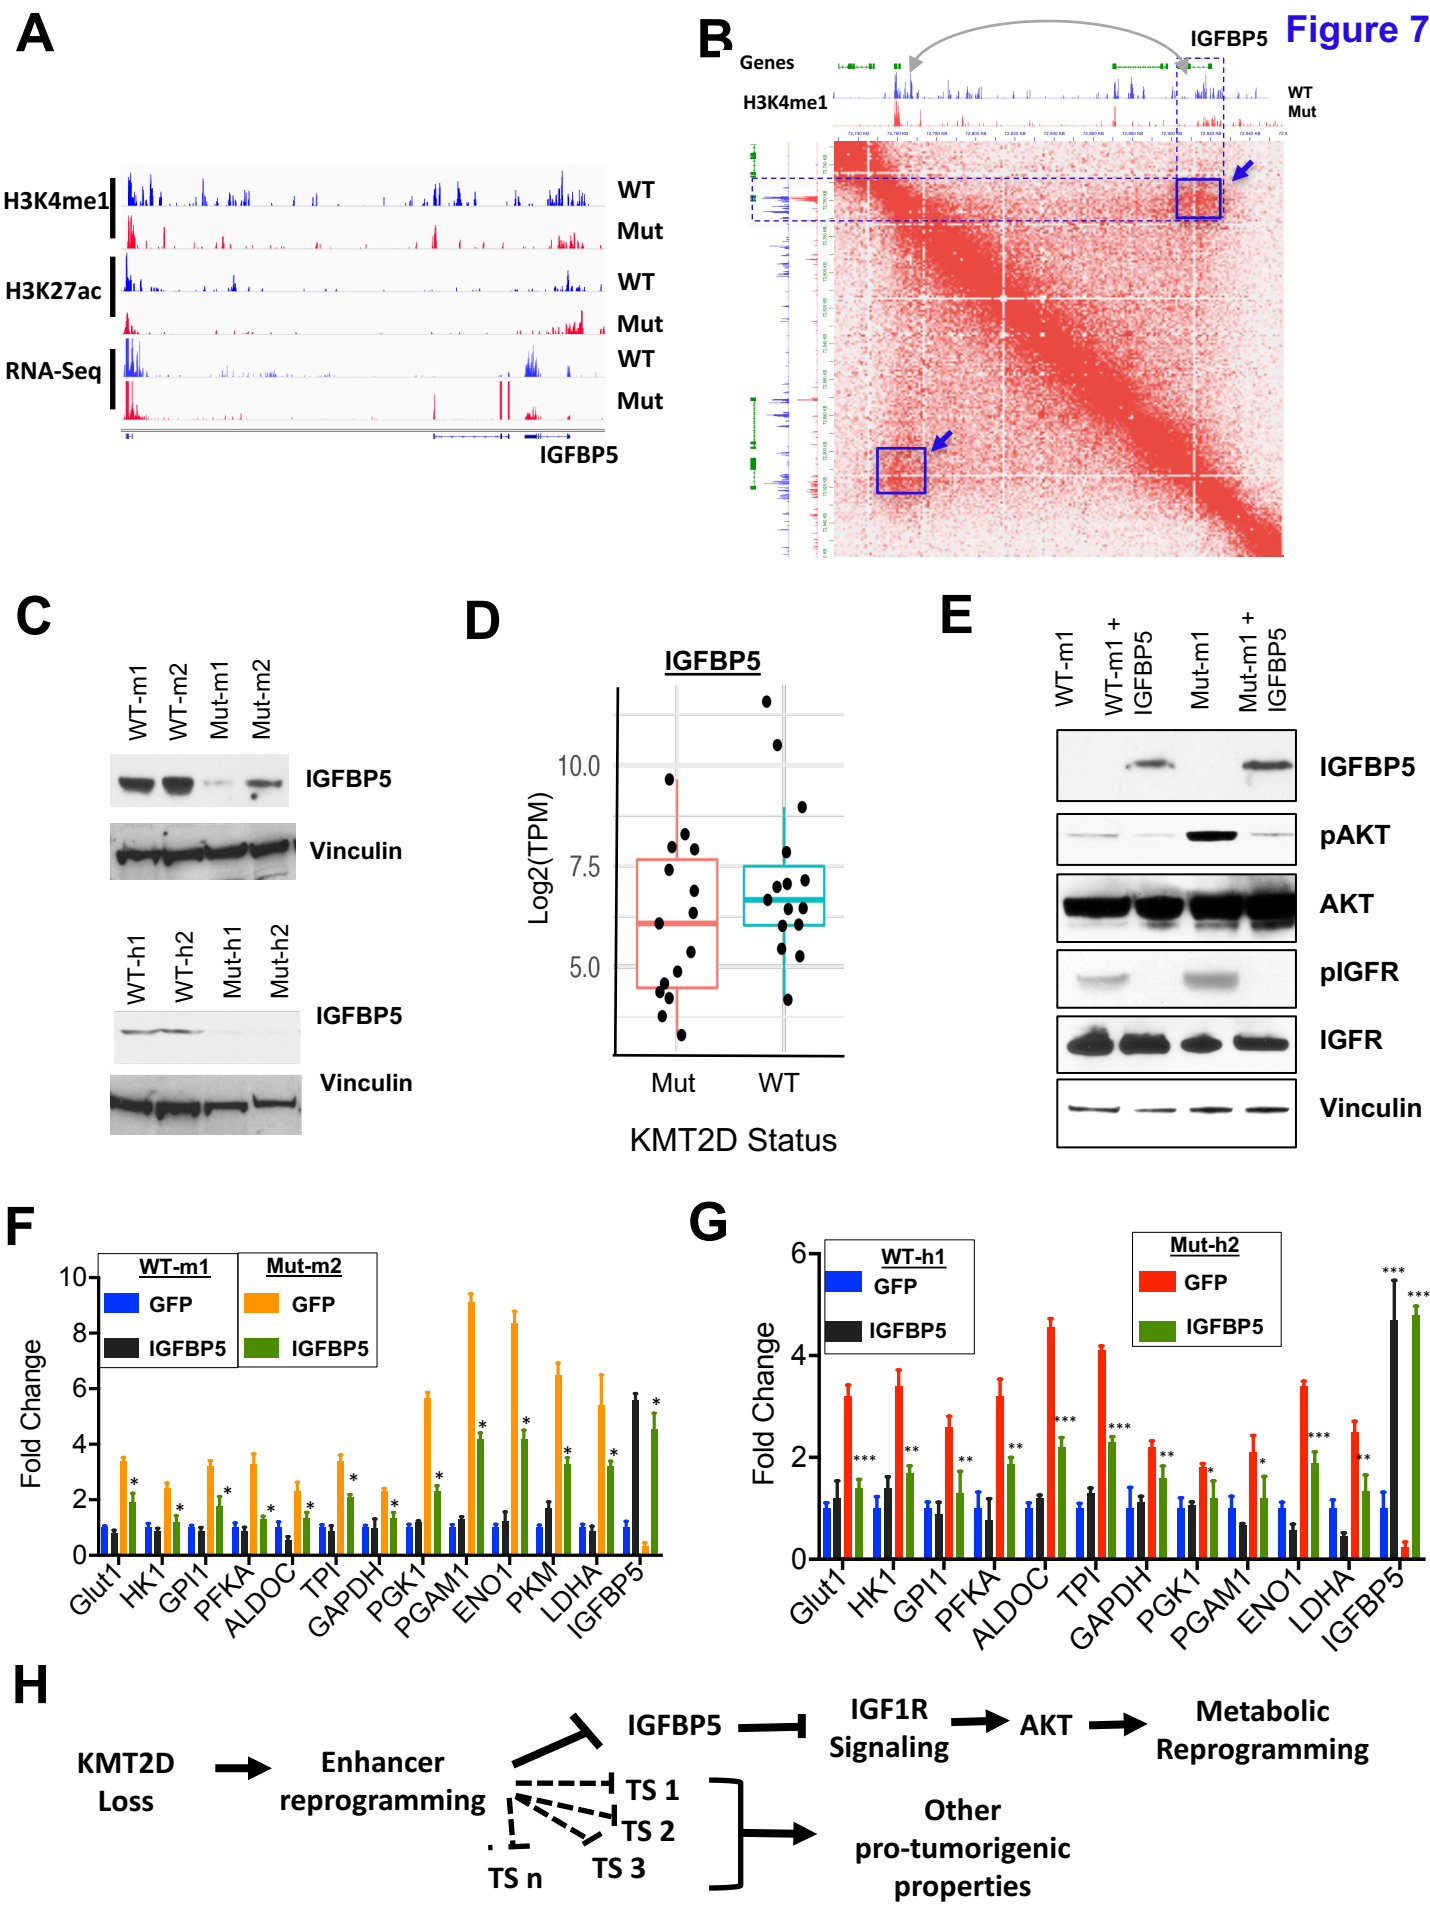 A
B
IGFBP5
Figure 7
Genes
H3K4me1
WT
Mut
H3K4me1
WT
Mut
H3K27ac
WT
Mut
RNA-Seq
WT
Mut
IGFBP5
C
WT-m1
WT-m2
Mut-m1
Mut-m2
IGFBP5
Vinculin
WT-h1
WT-h2
Mut-h1
Mut-h2
IGFBP5
Vinculin
D
IGFBP5
Log2(TPM)
10.0
7.5
5.0
Mut
WT
KMT2D Status
E
WT-m1
WT-m1 +
IGFBP5
Mut-m1
Mut-m1 +
IGFBP5
IGFBP5
pAKT
AKT
pIGFR
IGFR
Vinculin
F
WT-m1
Mut-m2
GFP
GFP
IGFBP5
IGFBP5
Fold Change
10
8
6
4
2
0
* * * * * * * * * * * * *
Glut1
HK1
GPI1
PFKA
ALDOC
TPI
GAPDH
PGK1
PGAM1
ENO1
PKM
LDHA
IGFBP5
G
WT-h1
Mut-h2
GFP
GFP
IGFBP5
IGFBP5
Fold Change
6
4
2
0
*** ** ** ** *** *** ** * * *** ** *** ***
Glut1
HK1
GPI1
PFKA
ALDOC
TPI
GAPDH
PGK1
PGAM1
ENO1
LDHA
IGFBP5
H
KMT2D
Loss
Enhancer
reprogramming
IGFBP5
IGF1R
Signaling
AKT
Metabolic
Reprogramming
TS 1
TS 2
TS 3
TS n
Other
pro-tumorigenic
properties